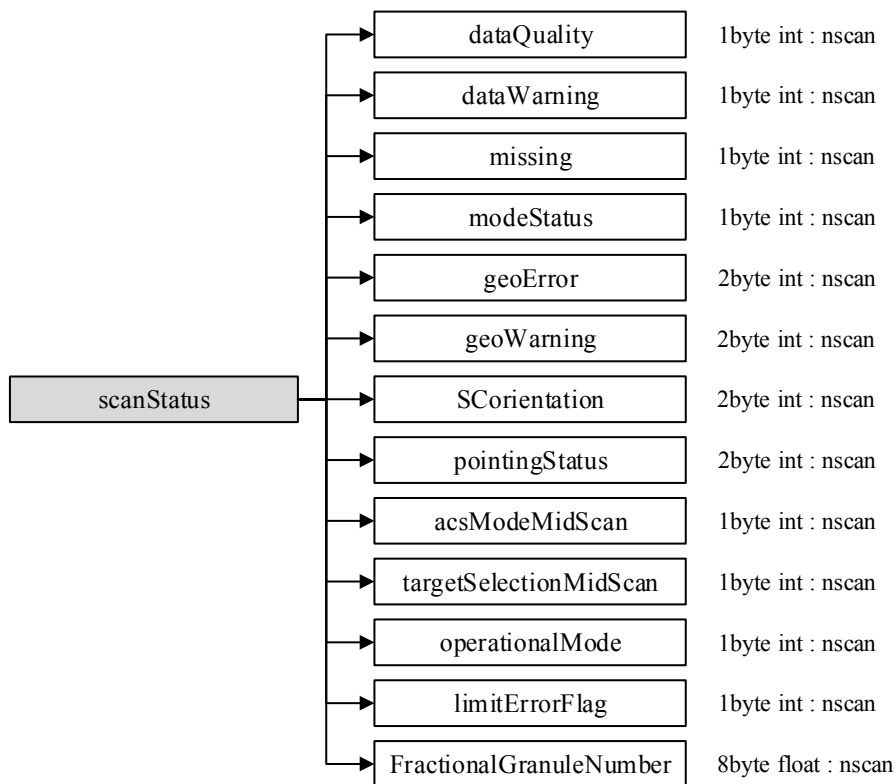 dataQuality 1byte int : nscan
dataWarning 1byte int : nscan
missing 1byte int : nscan
modeStatus 1byte int : nscan
geoError 2byte int : nscan
geoWarning 2byte int : nscan
scanStatus SCorientation 2byte int : nscan
pointingStatus 2byte int : nscan
acsModeMidScan 1byte int : nscan
targetSelectionMidScan 1byte int : nscan
operationalMode 1byte int : nscan
limitErrorFlag 1byte int : nscan
FractionalGranuleNumber 8byte float : nscan